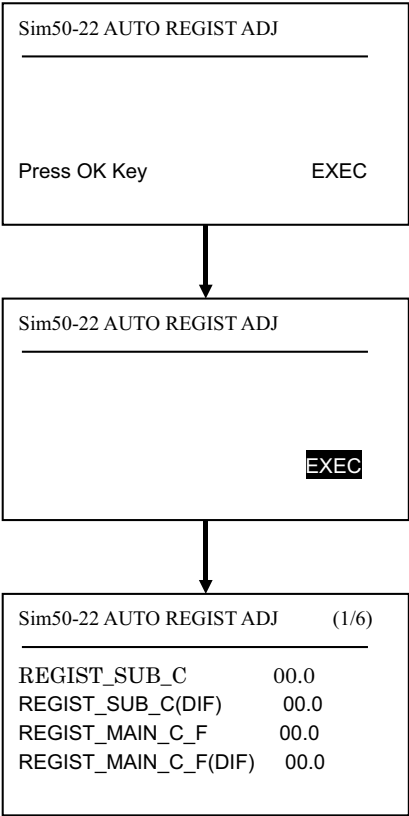 Sim50-22 AUTO REGIST ADJ
Press OK Key EXEC
Sim50-22 AUTO REGIST ADJ
EXEC
Sim50-22 AUTO REGIST ADJ (1/6)
REGIST_SUB_C 00.0
REGIST_SUB_C(DIF) 00.0
REGIST_MAIN_C_F 00.0
REGIST_MAIN_C_F(DIF) 00.0